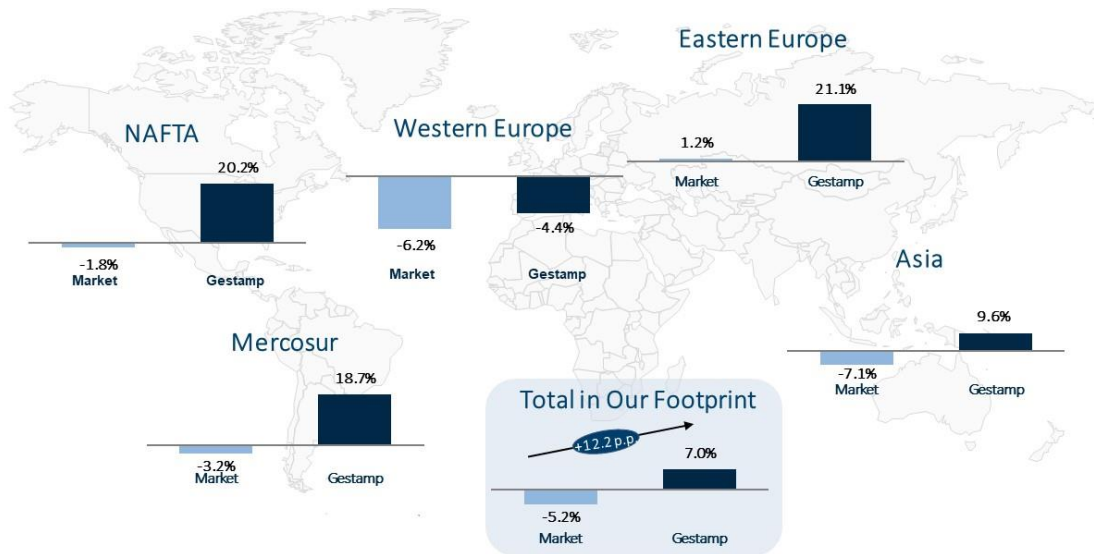 Eastern Europe
21.1%
1.2%
Market
Gestamp
NAFTA
20.2%
-1.8%
Market
Gestamp
Western Europe
-6.2%
-4.4%
Market
Gestamp
Asia
9.6%
-7.1%
Market
Gestamp
Mercosur
18.7%
-3.2%
Market
Gestamp
Total in Our Footprint
+12.2 p.p.
7.0%
-5.2%
Market
Gestamp